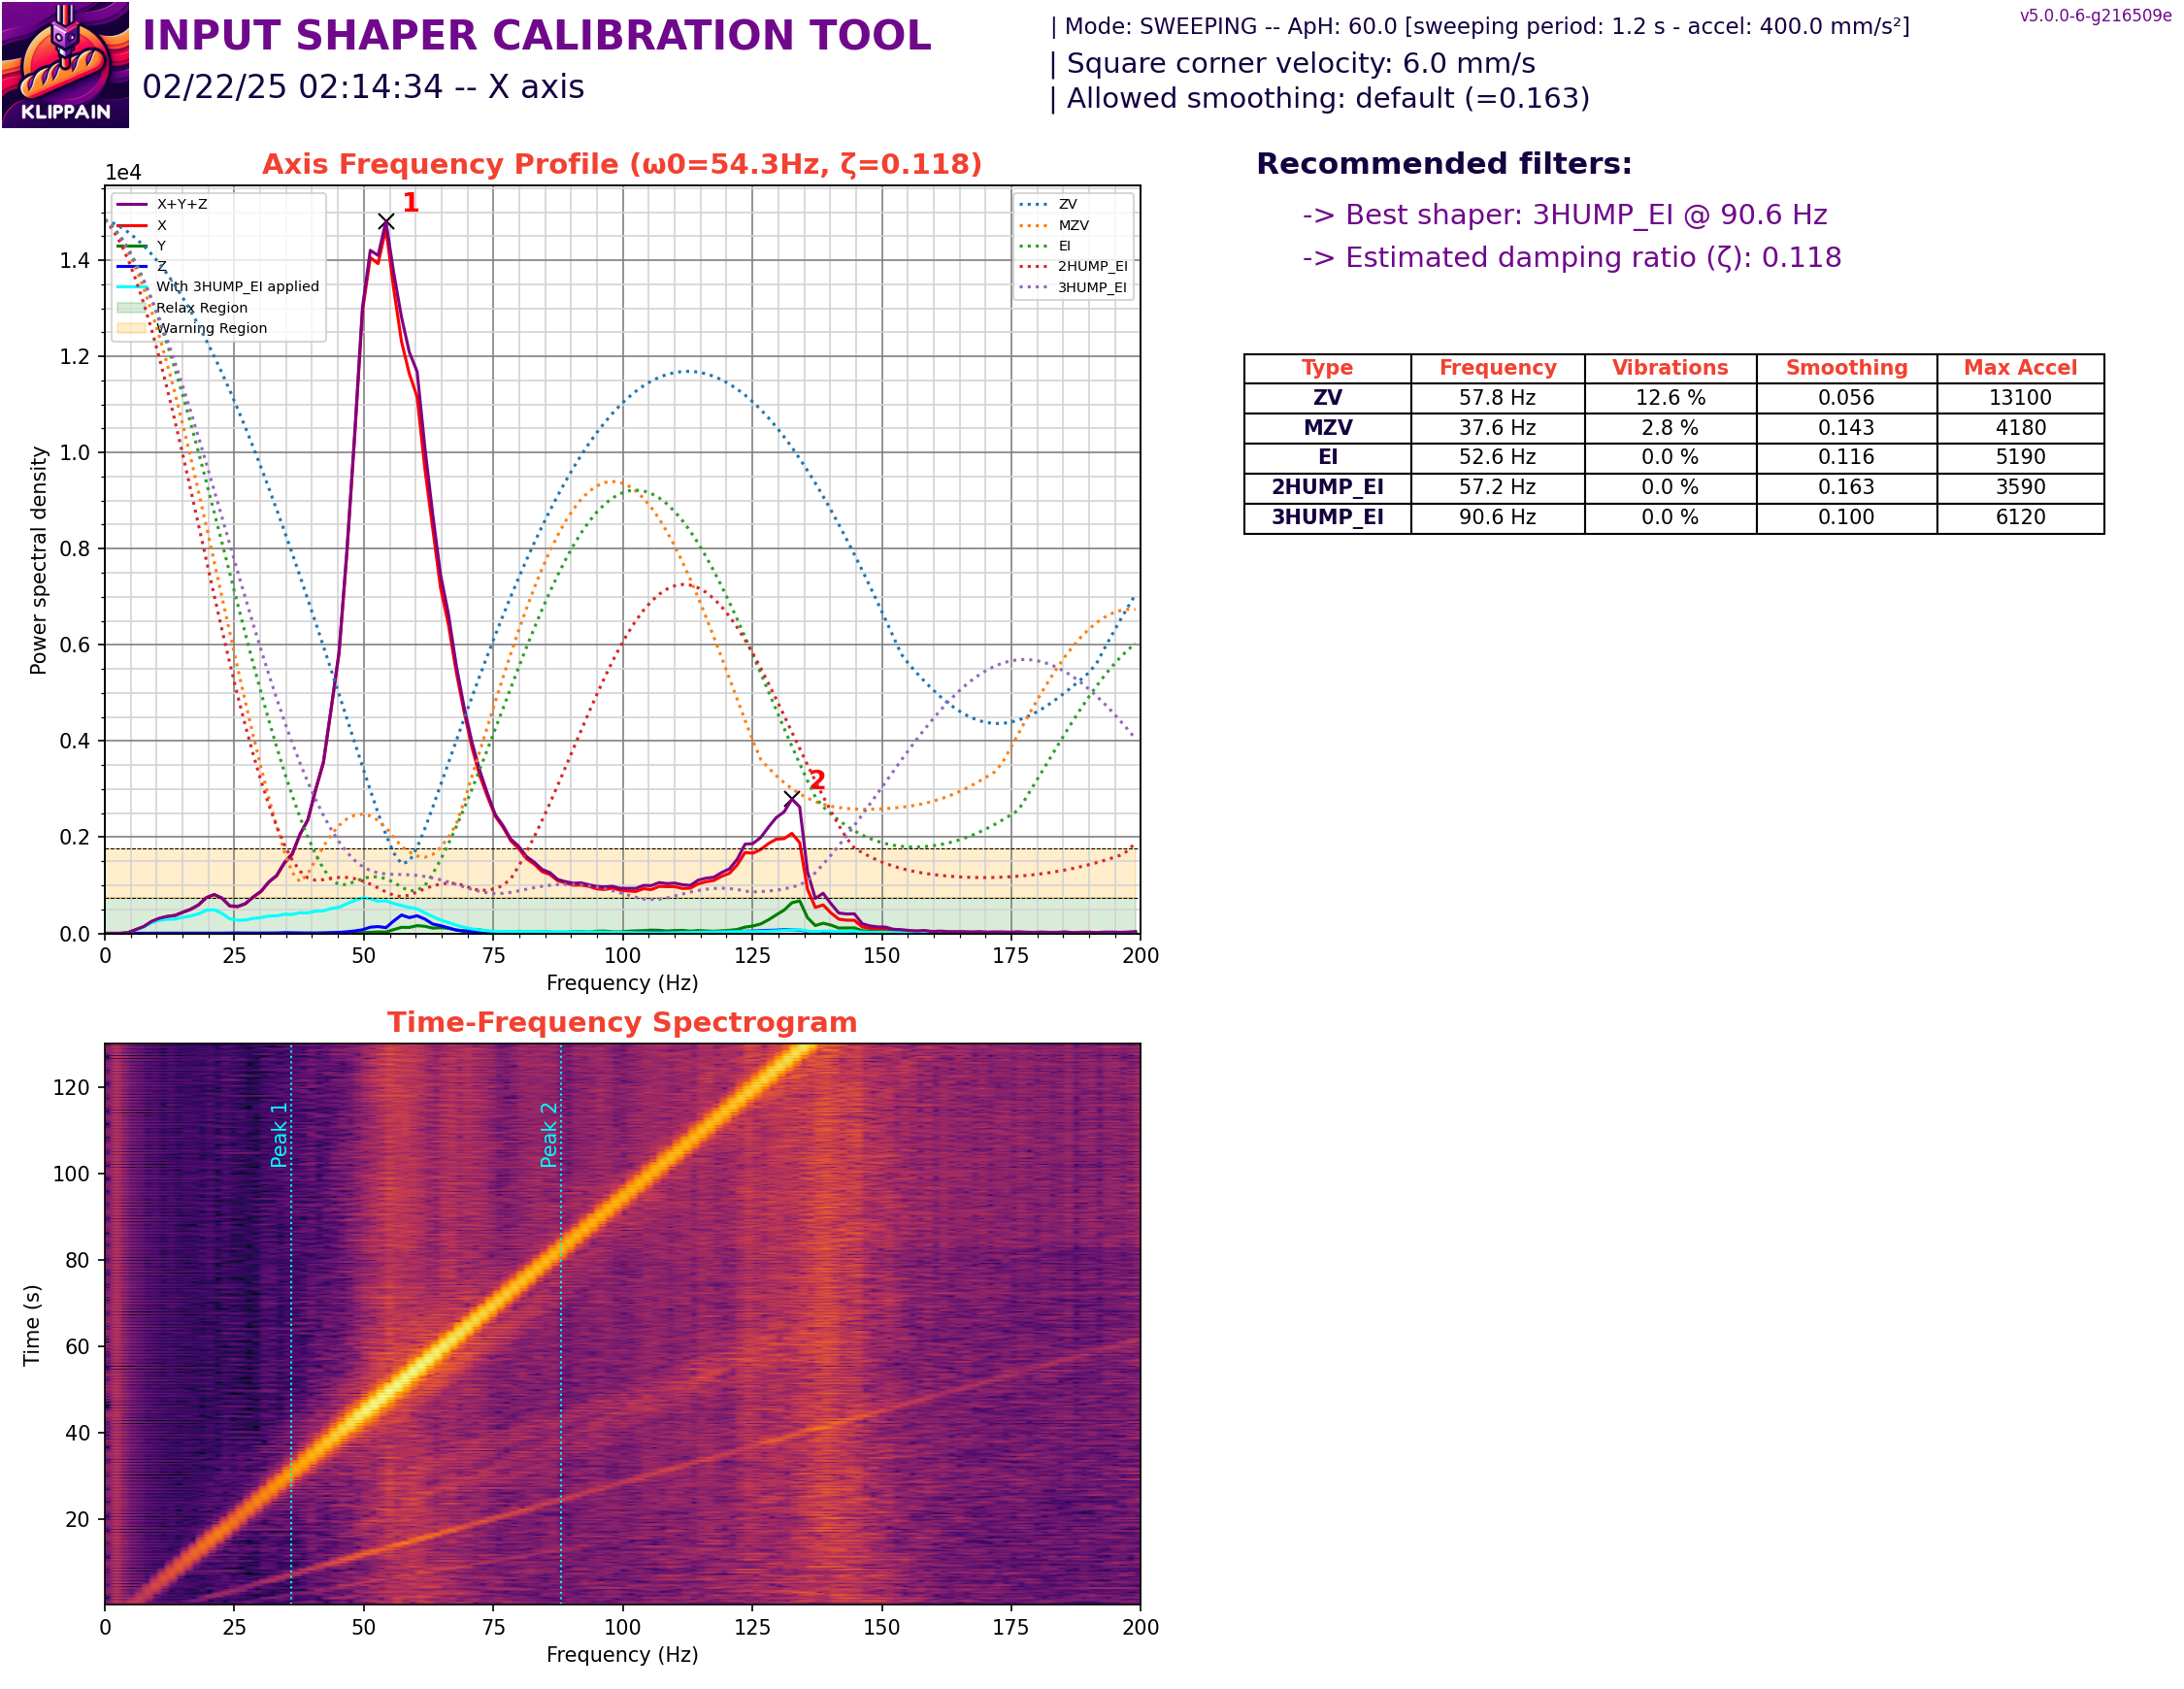 KLIPPAIN
INPUT SHAPER CALIBRATION TOOL
02/22/25 02:14:34 -- X axis
| Mode: SWEEPING -- ApH: 60.0 [sweeping period: 1.2 s - accel: 400.0 mm/s²]
| Square corner velocity: 6.0 mm/s
| Allowed smoothing: default (=0.163)
v5.0.0-6-g216509e
Axis Frequency Profile (ω0=54.3Hz, ζ=0.118)
1e4
1
2
X+Y+Z
X
Y
Z
With 3HUMP_EI applied
Relax Region
Warning Region
ZV
MZV
EI
2HUMP_EI
3HUMP_EI
Power spectral density
1.4
1.2
1.0
0.8
0.6
0.4
0.2
0.0
0 25 50 75 100 125 150 175 200
Frequency (Hz)
Recommended filters:
-> Best shaper: 3HUMP_EI @ 90.6 Hz
-> Estimated damping ratio (ζ): 0.118
Type Frequency Vibrations Smoothing Max Accel
ZV 57.8 Hz 12.6 % 0.056 13100
MZV 37.6 Hz 2.8 % 0.143 4180
EI 52.6 Hz 0.0 % 0.116 5190
2HUMP_EI 57.2 Hz 0.0 % 0.163 3590
3HUMP_EI 90.6 Hz 0.0 % 0.100 6120
Time-Frequency Spectrogram
Time (s)
120
100
80
60
40
20
Peak 1
Peak 2
0 25 50 75 100 125 150 175 200
Frequency (Hz)